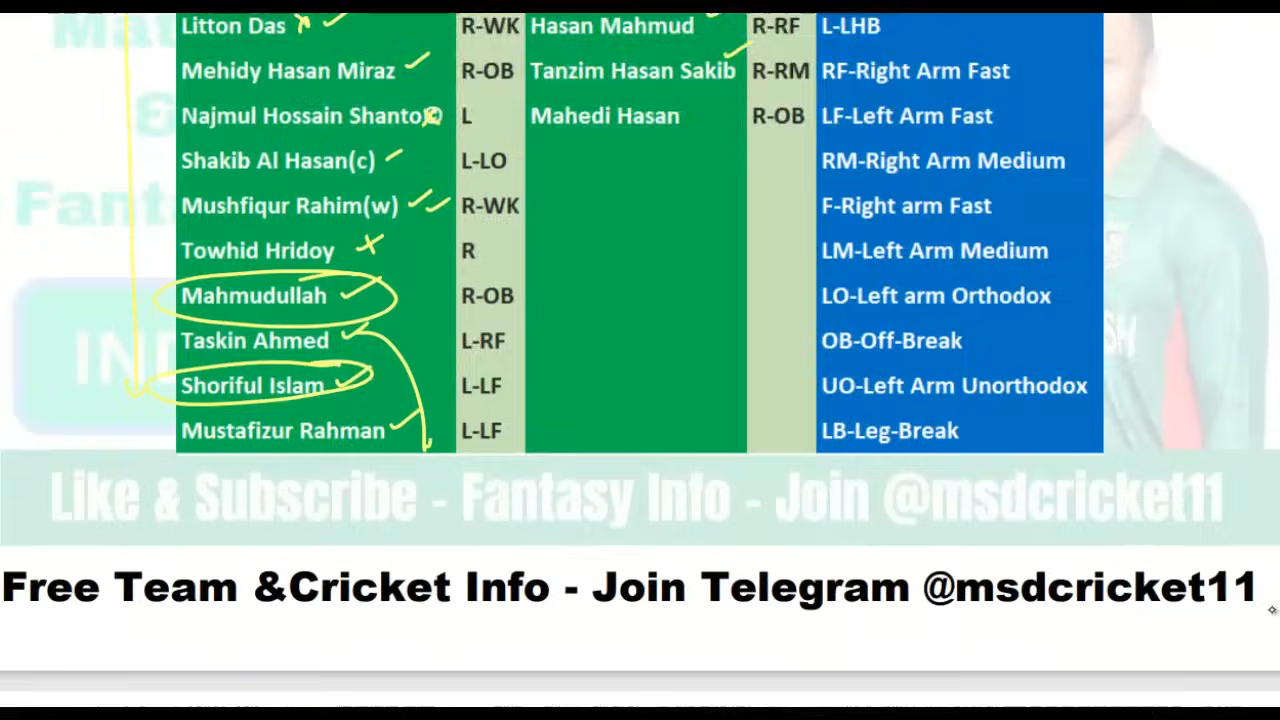 Litton Das R-WK Hasan Mahmud R-RF L-LHB
Mehidy Hasan Miraz R-OB Tanzim Hasan Sakib R-RM RF-Right Arm Fast
Najmul Hossain Shanto L Mahedi Hasan R-OB LF-Left Arm Fast
Shakib Al Hasan(c) L-LO RM-Right Arm Medium
Mushfiqur Rahim(w) R-WK F-Right arm Fast
Towhid Hridoy R LM-Left Arm Medium
Mahmudullah R-OB LO-Left arm Orthodox
Taskin Ahmed L-RF OB-Off-Break
Shoriful Islam L-LF UO-Left Arm Unorthodox
Mustafizur Rahman L-LF LB-Leg-Break
Like & Subscribe - Fantasy Info - Join @msdcricket11
Free Team &Cricket Info - Join Telegram @msdcricket11